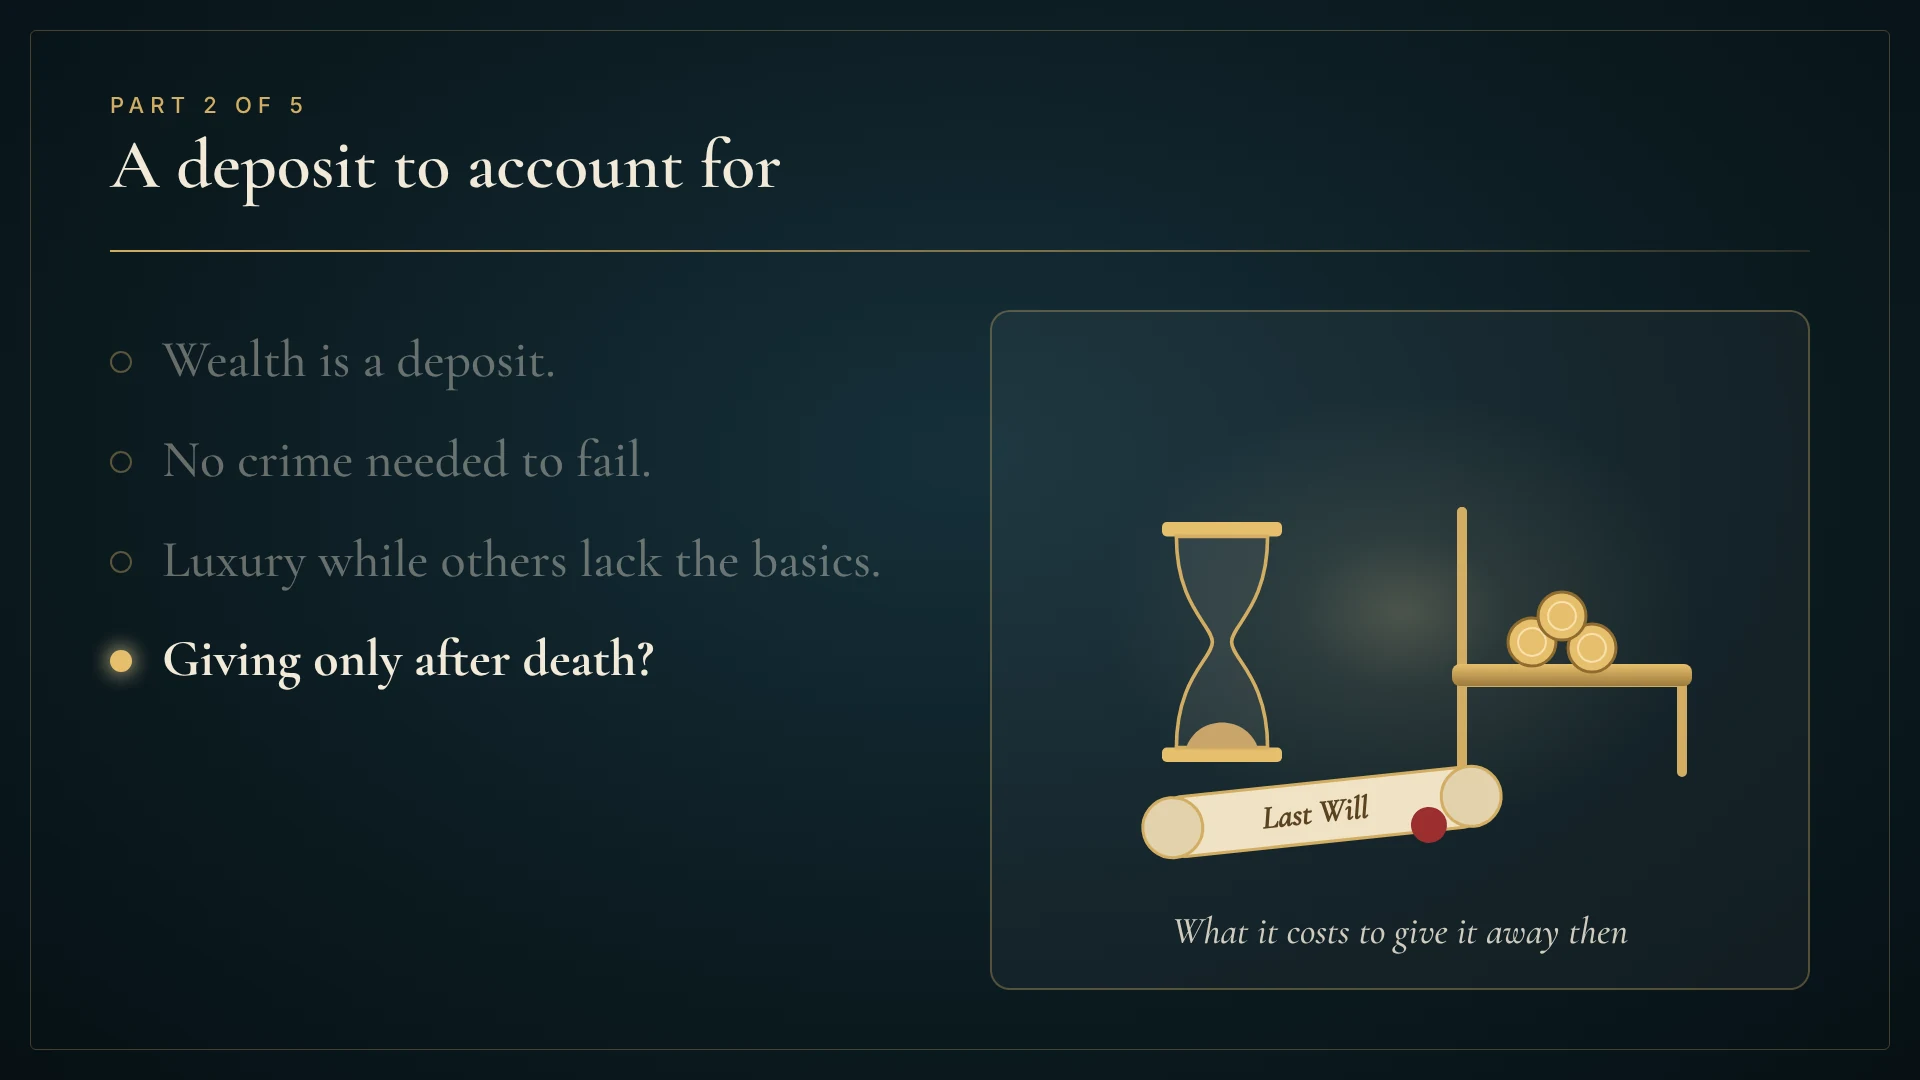 PART 2 OF 5
A deposit to account for
Wealth is a deposit.
No crime needed to fail.
Luxury while others lack the basics.
Giving only after death?
Last Will
What it costs to give it away then